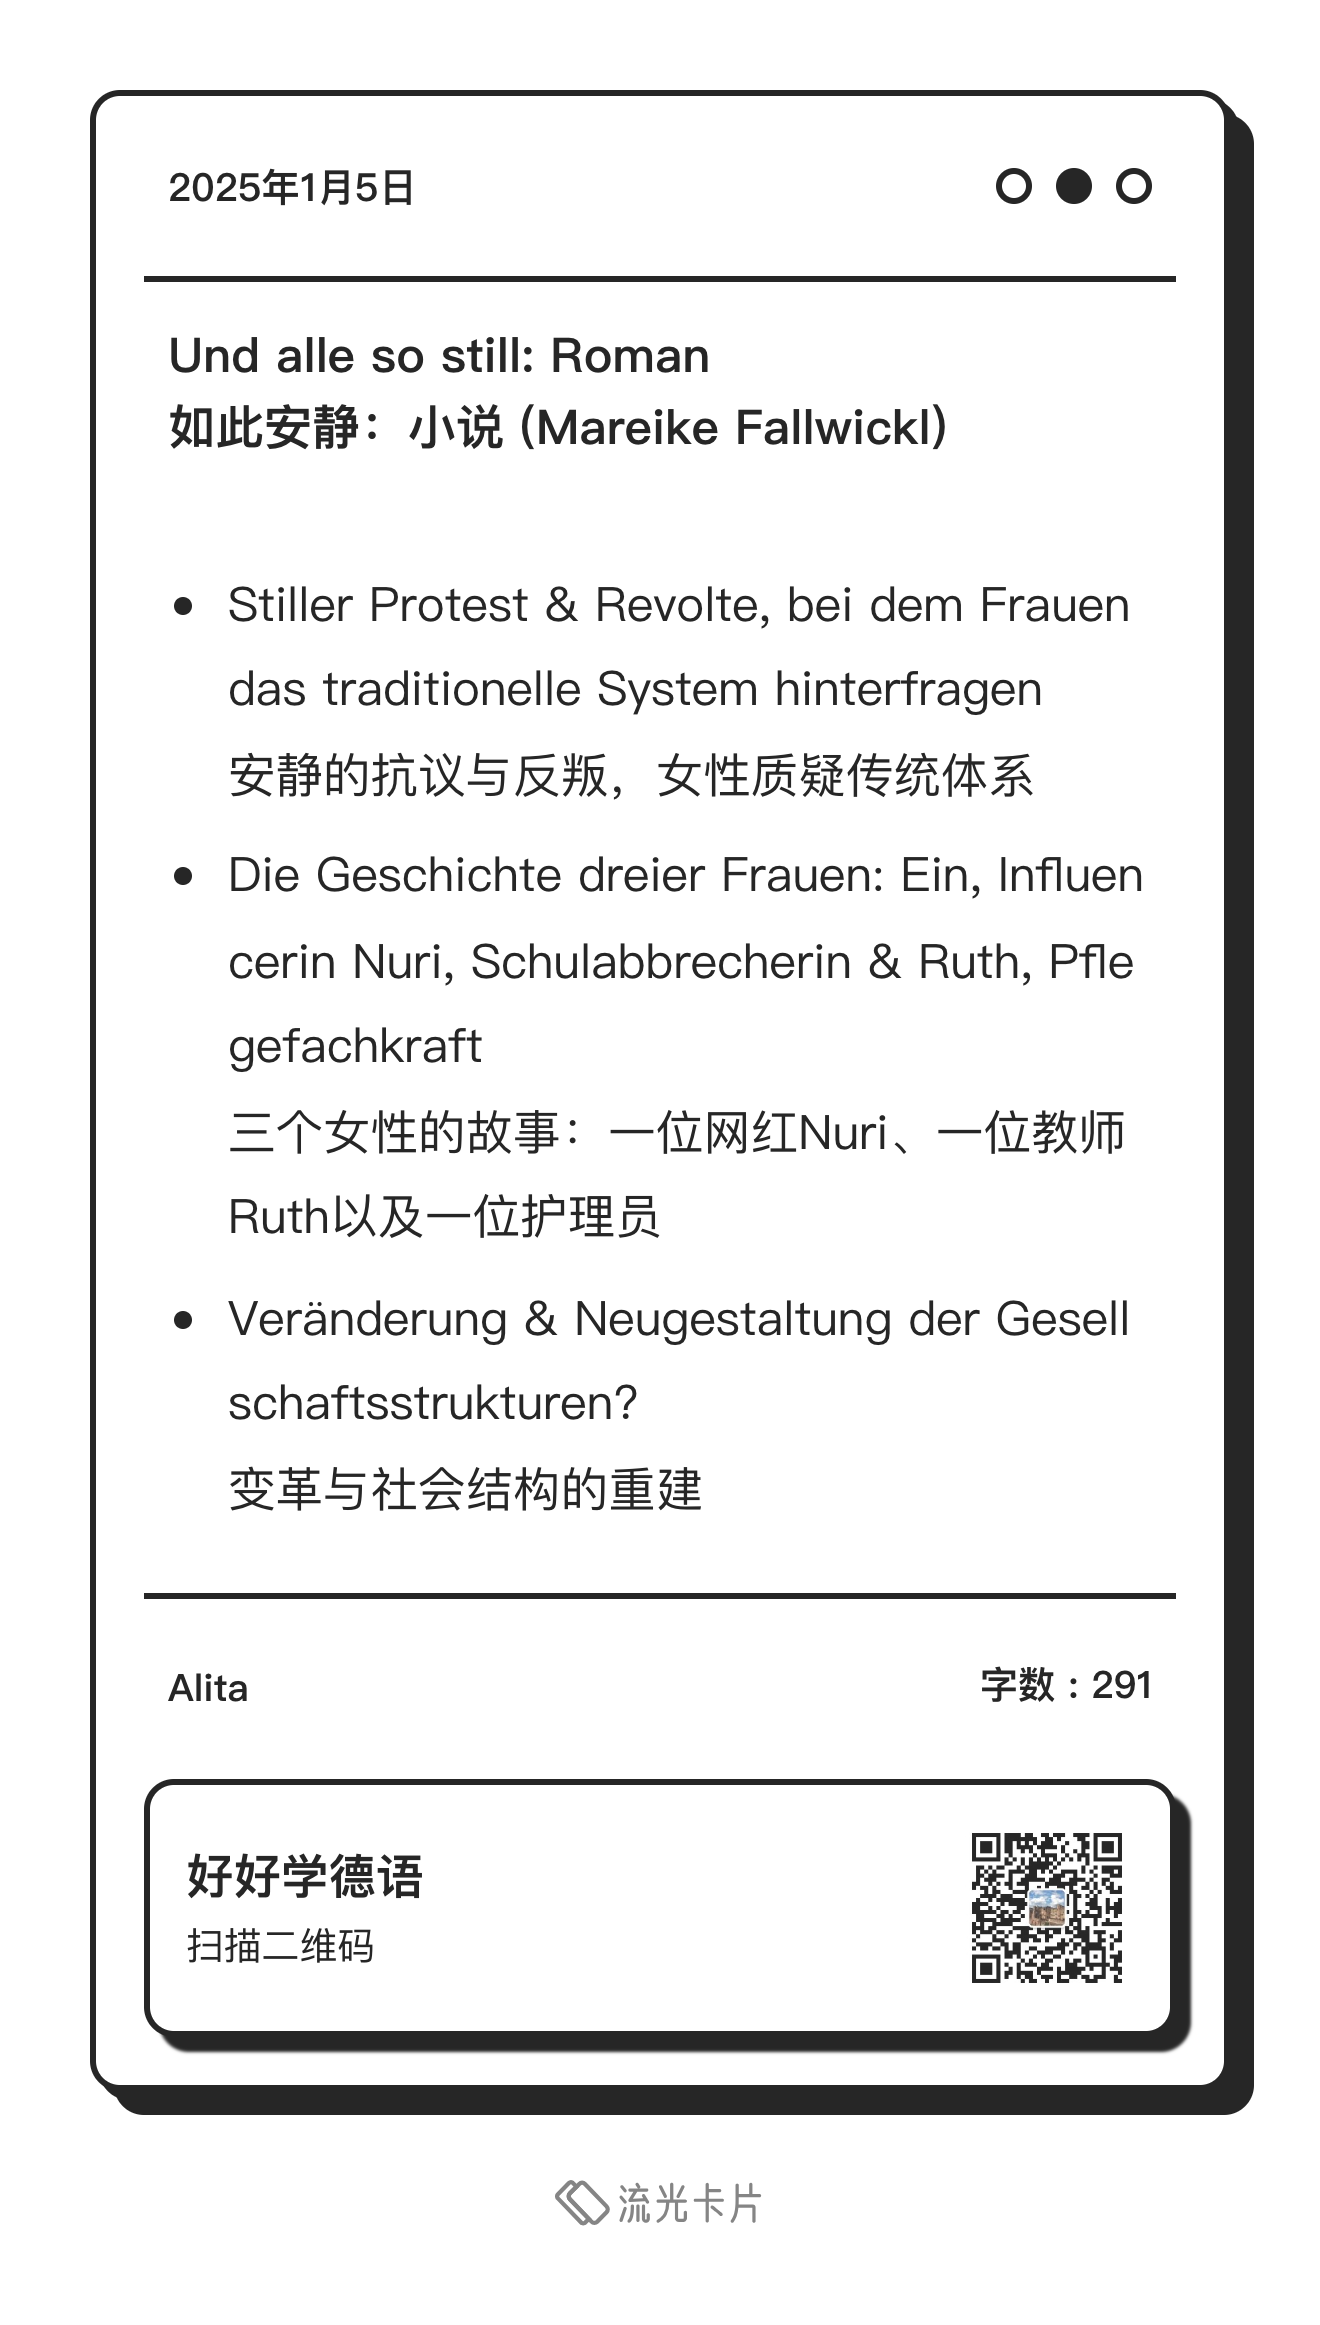 2025年1月5日
Und alle so still: Roman
如此安静：小说 (Mareike Fallwickl)
Stiller Protest & Revolte, bei dem Frauen
das traditionelle System hinterfragen
安静的抗议与反叛，女性质疑传统体系
Die Geschichte dreier Frauen: Ein, Influen
cerin Nuri, Schulabbrecherin & Ruth, Pfle
gefachkraft
三个女性的故事：一位网红Nuri、一位教师
Ruth以及一位护理员
Veränderung & Neugestaltung der Gesell
schaftsstrukturen?
变革与社会结构的重建
Alita
字数：291
好好学德语
扫描二维码
流光卡片